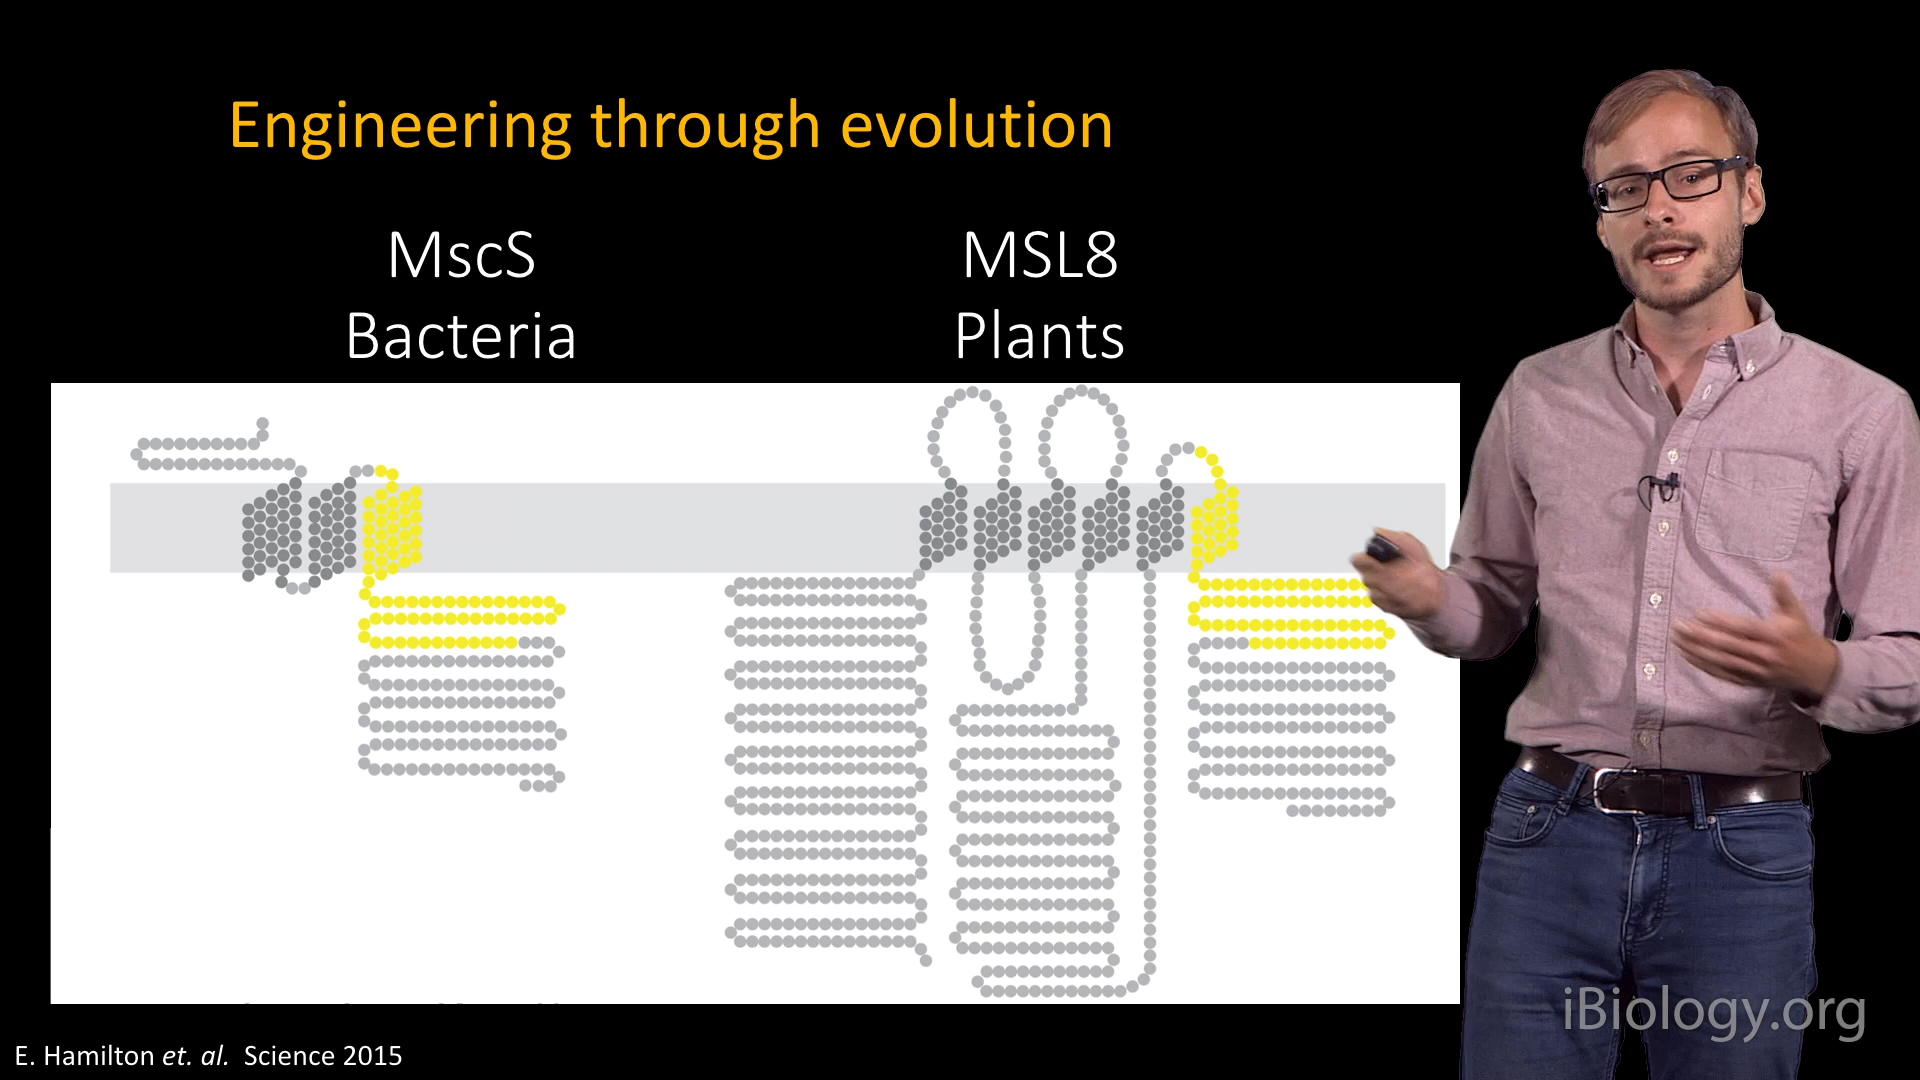 Engineering through evolution
MscS
Bacteria
MSL8
Plants
E. Hamilton et. al. Science 2015
iBiology.org